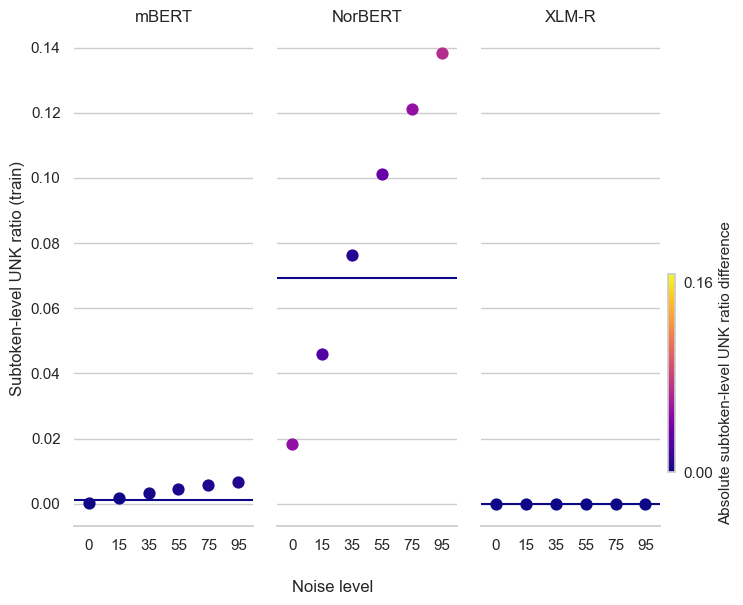 mBERT NorBERT XLM-R
Subtoken-level UNK ratio (train)
0.14
0.12
0.10
0.08
0.06
0.04
0.02
0.00
0 15 35 55 75 95 0 15 35 55 75 95 0 15 35 55 75 95
Noise level
0.16
0.00
Absolute subtoken-level UNK ratio difference